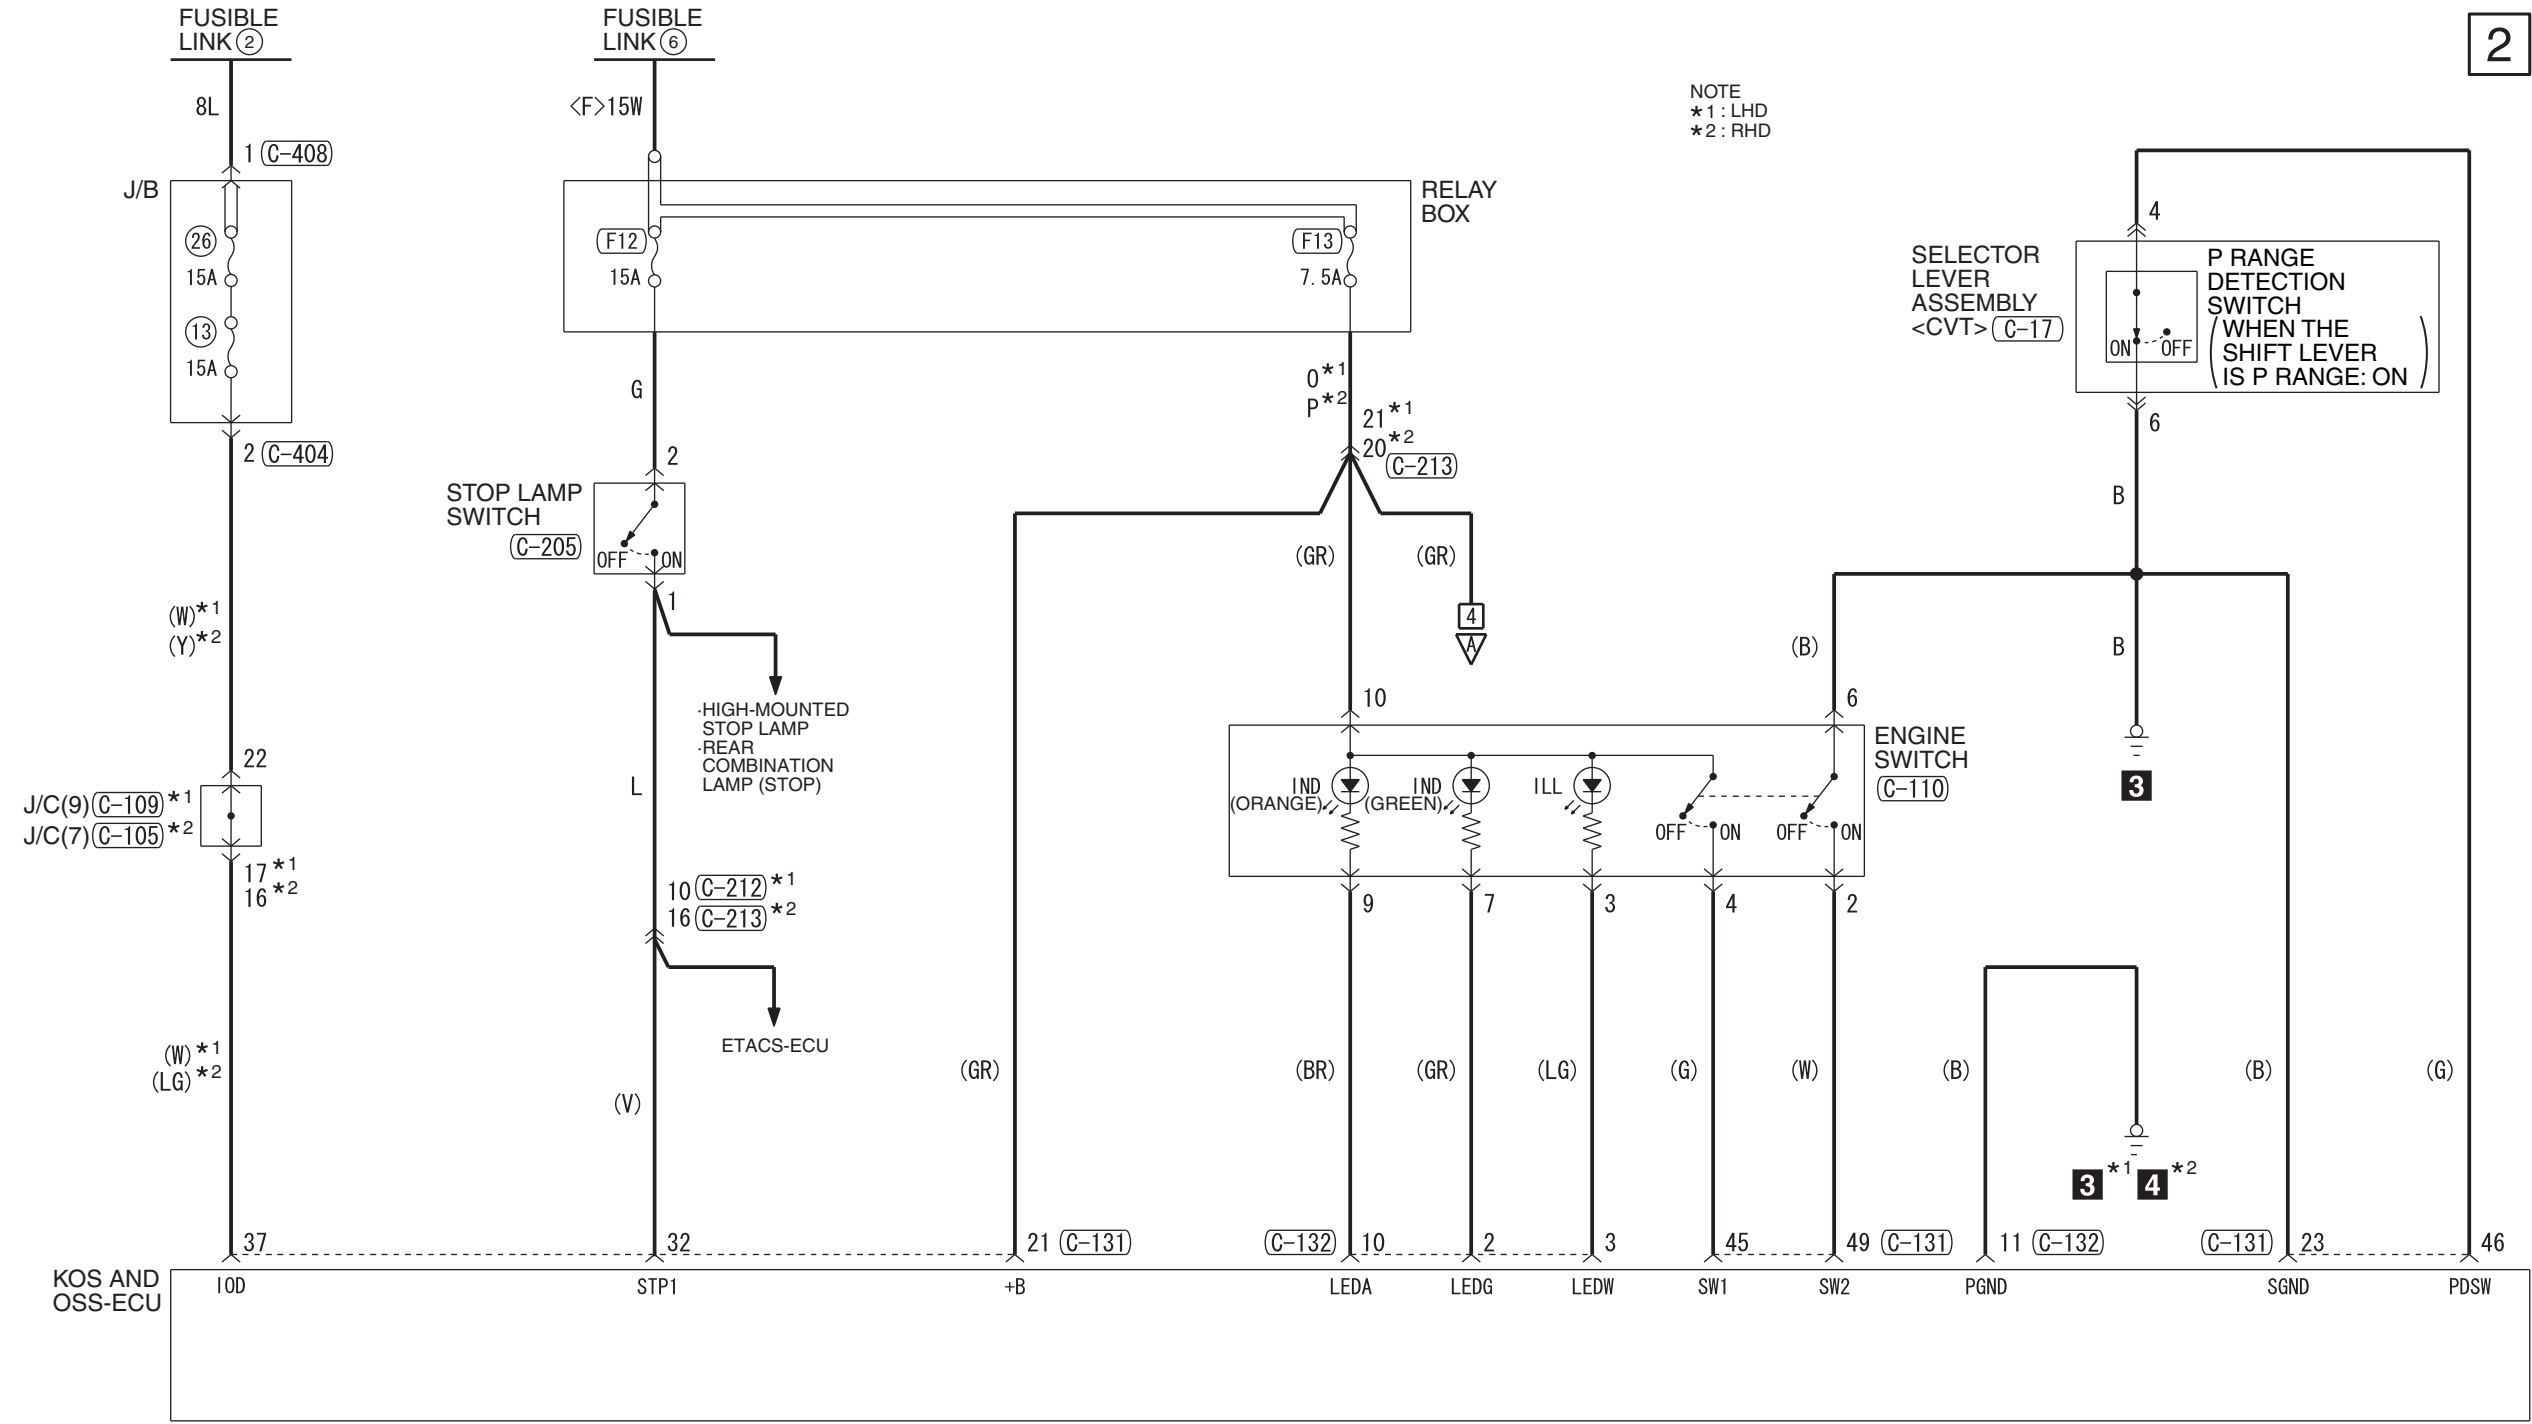 FUSIBLE
LINK 2
FUSIBLE
LINK 6
2
8L
<F>15W
NOTE
*1 : LHD
*2 : RHD
1 C-408
J/B
26
15A
13
15A
2 C-404
RELAY
BOX
F12
15A
F13
7.5A
4
SELECTOR
LEVER
ASSEMBLY
<CVT> C-17
P RANGE
DETECTION
SWITCH
(WHEN THE
SHIFT LEVER
IS P RANGE: ON)
ON OFF
6
G
O*1
P*2
21*1
20*2
C-213
2
STOP LAMP
SWITCH
C-205
OFF ON
1
B
(GR)
(GR)
4
A
(W)*1
(Y)*2
(B)
B
·HIGH-MOUNTED
STOP LAMP
·REAR
COMBINATION
LAMP (STOP)
10
6
ENGINE
SWITCH
C-110
IND
(ORANGE)
IND
(GREEN)
ILL
OFF ON
OFF ON
3
22
J/C(9) C-109 *1
J/C(7) C-105 *2
17*1
16*2
L
10 C-212 *1
16 C-213 *2
9
7
3
4
2
ETACS-ECU
(W)*1
(LG)*2
(V)
(GR)
(BR)
(GR)
(LG)
(G)
(W)
(B)
(B)
(G)
3 *1 4 *2
37
32
21 C-131
C-132 10
2
3
45
49 C-131
11 C-132
C-131 23
46
KOS AND
OSS-ECU
IOD
STP1
+B
LEDA
LEDG
LEDW
SW1
SW2
PGND
SGND
PDSW